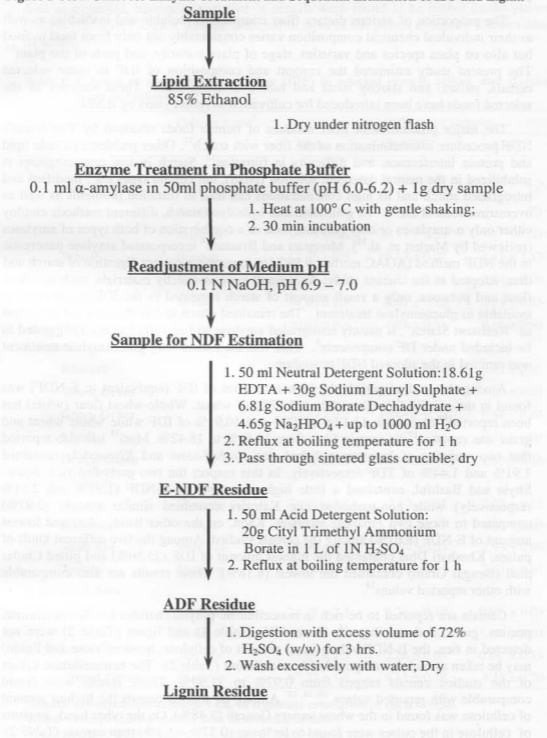 Sample
Lipid Extraction
85% Ethanol
1. Dry under nitrogen flash
Enzyme Treatment in Phosphate Buffer
0.1 ml α-amylase in 50ml phosphate buffer (pH 6.0-6.2) + 1g dry sample
1. Heat at 100° C with gentle shaking;
2. 30 min incubation
Readjustment of Medium pH
0.1 N NaOH, pH 6.9 – 7.0
Sample for NDF Estimation
1. 50 ml Neutral Detergent Solution:18.61g
EDTA + 30g Sodium Lauryl Sulphate +
6.81g Sodium Borate Dechadydrate +
4.65g Na₂HPO₄ + up to 1000 ml H₂O
2. Reflux at boiling temperature for 1 h
3. Pass through sintered glass crucible; dry
E-NDF Residue
1. 50 ml Acid Detergent Solution:
20g Cityl Trimethyl Ammonium
Borate in 1 L of 1N H₂SO₄
2. Reflux at boiling temperature for 1 h
ADF Residue
1. Digestion with excess volume of 72%
H₂SO₄ (w/w) for 3 hrs.
2. Wash excessively with water; Dry
Lignin Residue